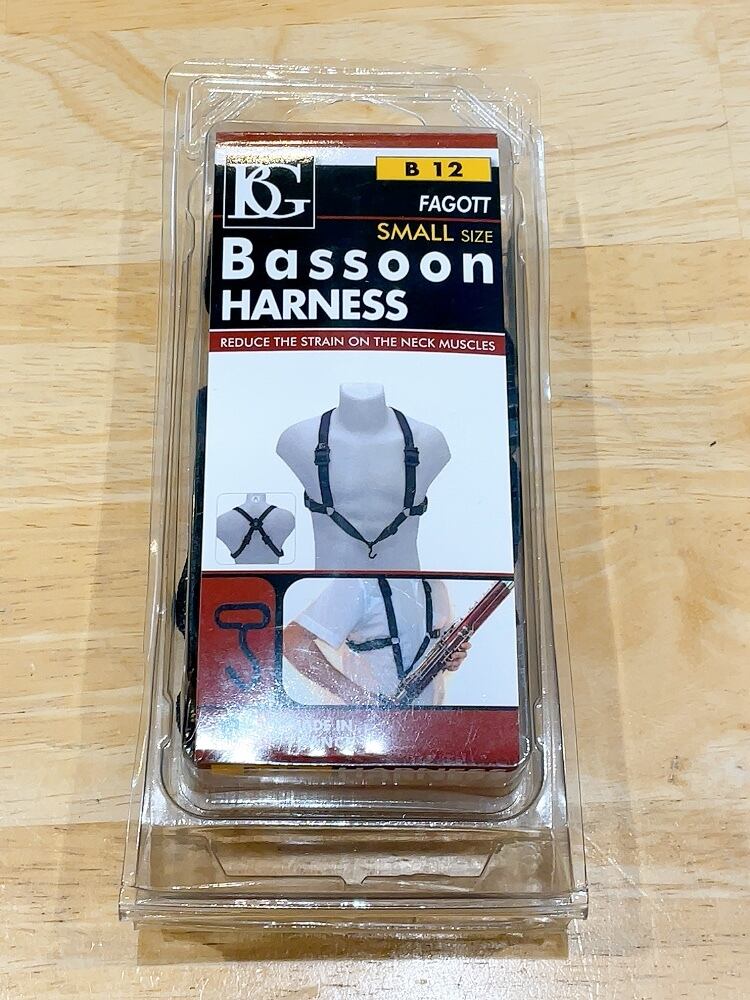 BG
B 12
FAGOTT
SMALL SIZE
Bassoon
HARNESS
REDUCE THE STRAIN ON THE NECK MUSCLES